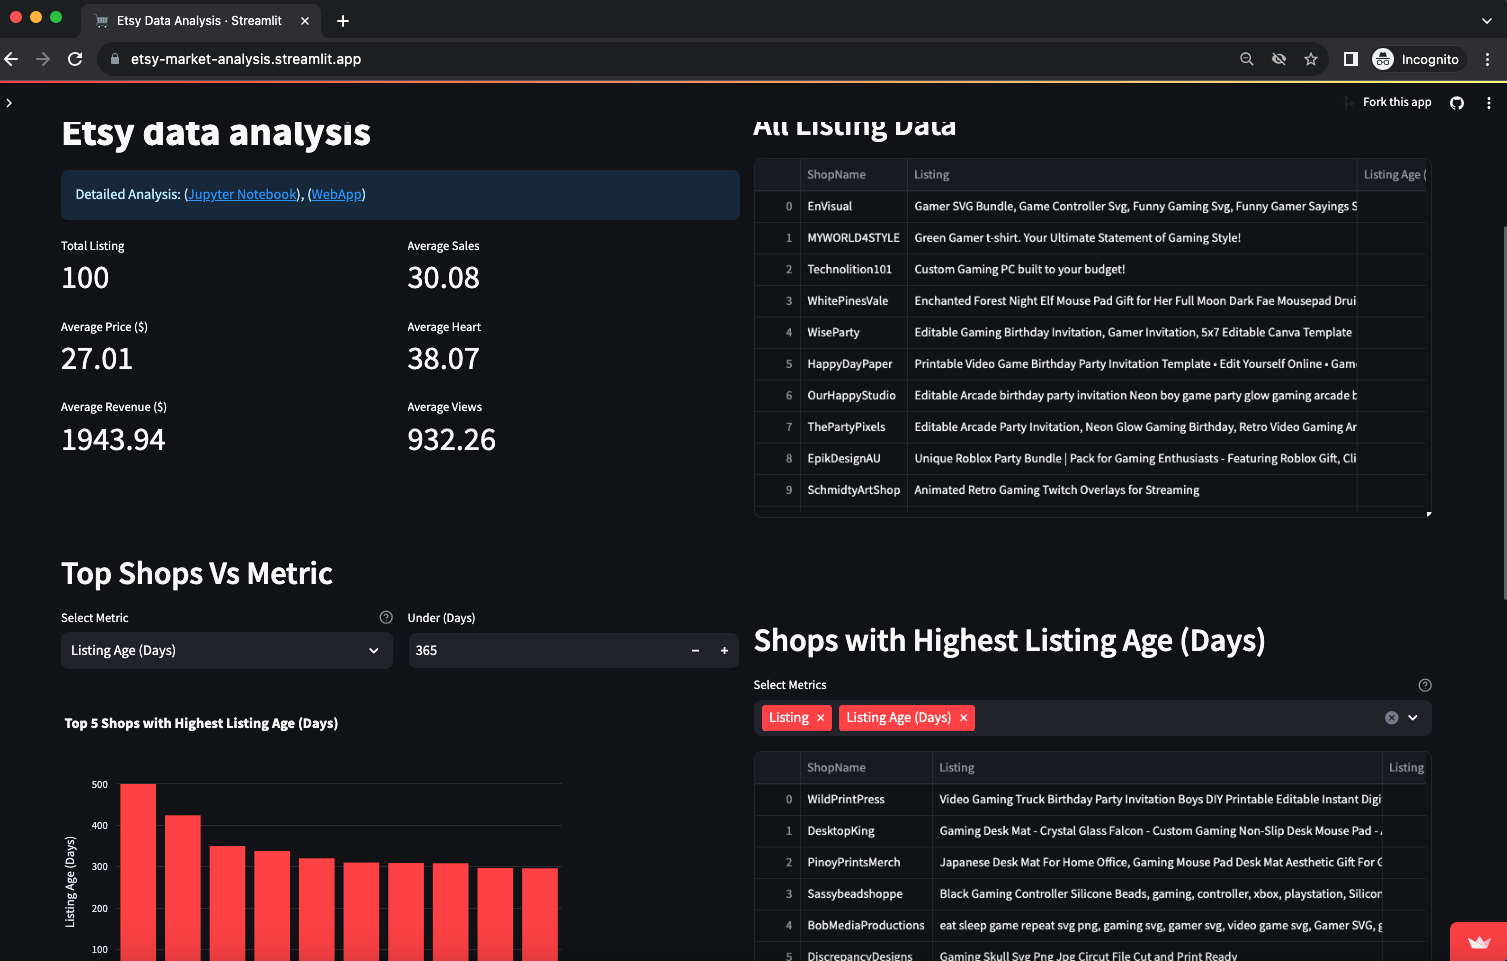 Etsy Data Analysis · Streamlit
etsy-market-analysis.streamlit.app
Incognito
Fork this app
Etsy data analysis
Detailed Analysis: (Jupyter Notebook), (WebApp)
Total Listing
100
Average Sales
30.08
Average Price ($)
27.01
Average Heart
38.07
Average Revenue ($)
1943.94
Average Views
932.26
All Listing Data
ShopName Listing Listing Age (
0 EnVisual Gamer SVG Bundle, Game Controller Svg, Funny Gaming Svg, Funny Gamer Sayings S
1 MYWORLD4STYLE Green Gamer t-shirt. Your Ultimate Statement of Gaming Style!
2 Technolition101 Custom Gaming PC built to your budget!
3 WhitePinesVale Enchanted Forest Night Elf Mouse Pad Gift for Her Full Moon Dark Fae Mousepad Drui
4 WiseParty Editable Gaming Birthday Invitation, Gamer Invitation, 5x7 Editable Canva Template
5 HappyDayPaper Printable Video Game Birthday Party Invitation Template • Edit Yourself Online • Gam
6 OurHappyStudio Editable Arcade birthday party invitation Neon boy game party glow gaming arcade b
7 ThePartyPixels Editable Arcade Party Invitation, Neon Glow Gaming Birthday, Retro Video Gaming Ar
8 EpikDesignAU Unique Roblox Party Bundle | Pack for Gaming Enthusiasts - Featuring Roblox Gift, Cli
9 SchmidtyArtShop Animated Retro Gaming Twitch Overlays for Streaming
Top Shops Vs Metric
Select Metric
Listing Age (Days)
Under (Days)
365
Top 5 Shops with Highest Listing Age (Days)
Listing Age (Days)
500
400
300
200
100
Shops with Highest Listing Age (Days)
Select Metrics
Listing × Listing Age (Days) ×
ShopName Listing Listing
0 WildPrintPress Video Gaming Truck Birthday Party Invitation Boys DIY Printable Editable Instant Digi
1 DesktopKing Gaming Desk Mat - Crystal Glass Falcon - Custom Gaming Non-Slip Desk Mouse Pad -
2 PinoyPrintsMerch Japanese Desk Mat For Home Office, Gaming Mouse Pad Desk Mat Aesthetic Gift For G
3 Sassybeadshoppe Black Gaming Controller Silicone Beads, gaming, controller, xbox, playstation, Silicon
4 BobMediaProductions eat sleep game repeat svg png, gaming svg, gamer svg, video game svg, Gamer SVG, g
5 DiscrepancyDesigns Gaming Skull Svg Png Jpg Circut File Cut and Print Ready